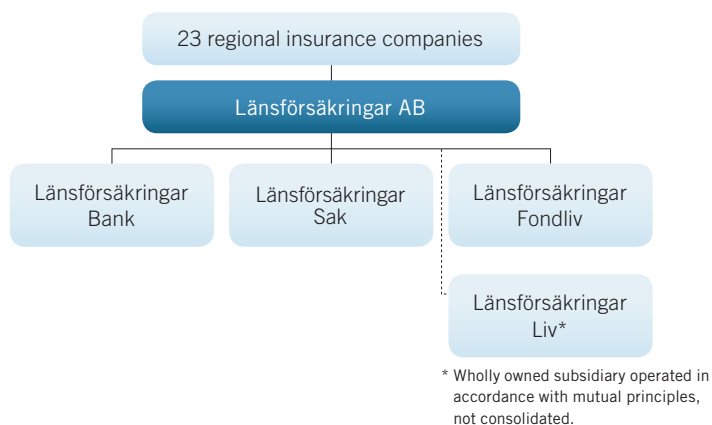 23 regional insurance companies
Länsförsäkringar AB
Länsförsäkringar
Bank
Länsförsäkringar
Sak
Länsförsäkringar
Fondliv
Länsförsäkringar
Liv*
* Wholly owned subsidiary operated in
accordance with mutual principles,
not consolidated.